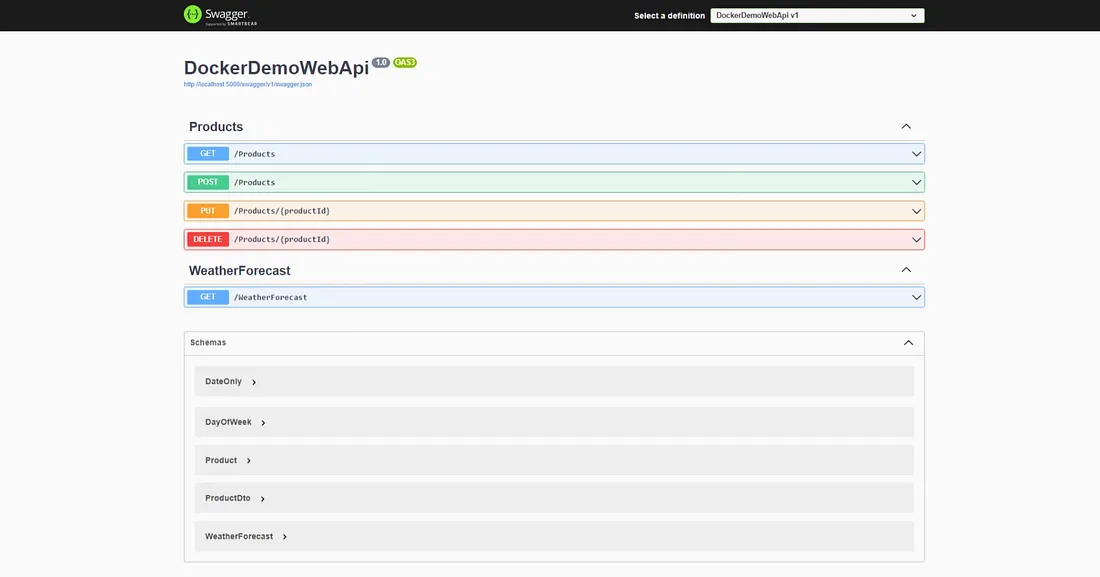 Swagger.
Supported by SMARTBEAR
Select a definition
DockerDemoWebApi v1
DockerDemoWebApi 1.0 OAS3
http://localhost:5000/swagger/v1/swagger.json
Products
GET /Products
POST /Products
PUT /Products/{productId}
DELETE /Products/{productId}
WeatherForecast
GET /WeatherForecast
Schemas
DateOnly
DayOfWeek
Product
ProductDto
WeatherForecast